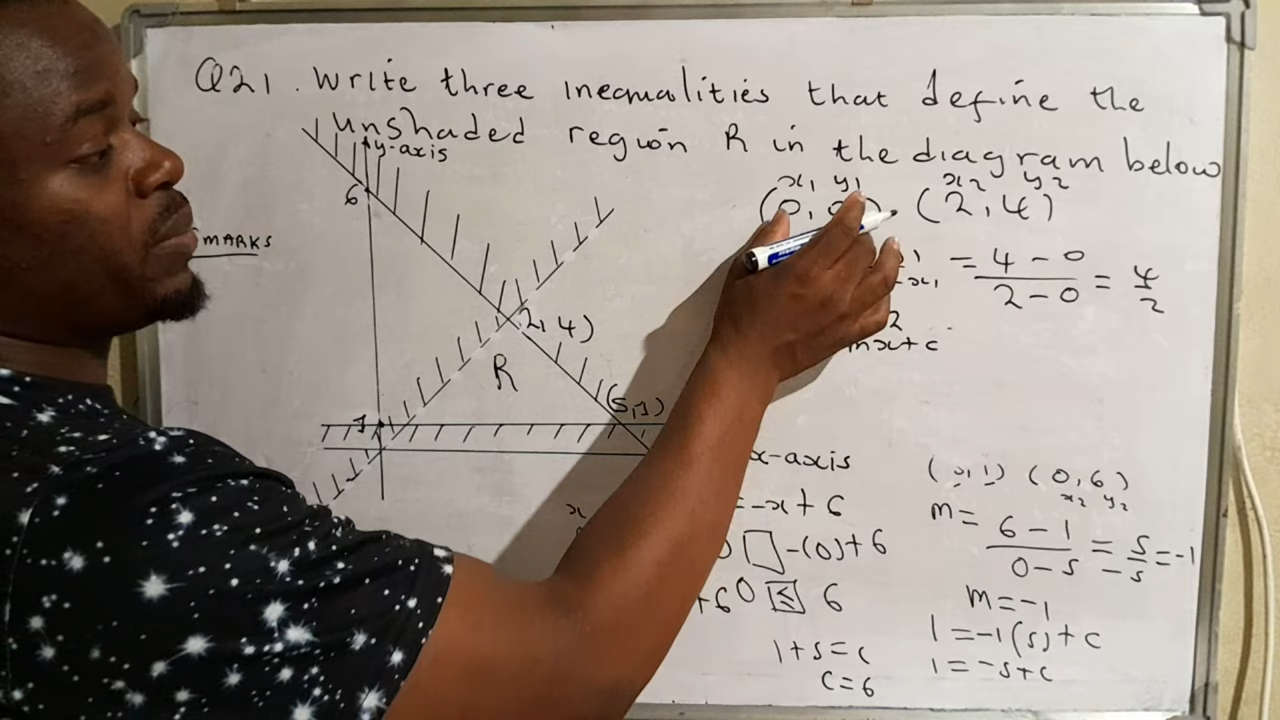 Q21. Write three inequalities that define the
unshaded region R in the diagram below
y-axis
6
MARKS
(2,4)
R
(5,1)
1
x-axis
x1 y1 x2 y2
(0, 0), (2,4)
= 4-0 / 2-0 = 4/2
2
mx+c
= -x+6
-(0)+6
0 ≤ 6
1+5=c
c=6
( ,1) (0,6)
x2 y2
m = 6-1 / 0-5 = 5/-5 = -1
m=-1
1=-1(5)+c
1=-5+c